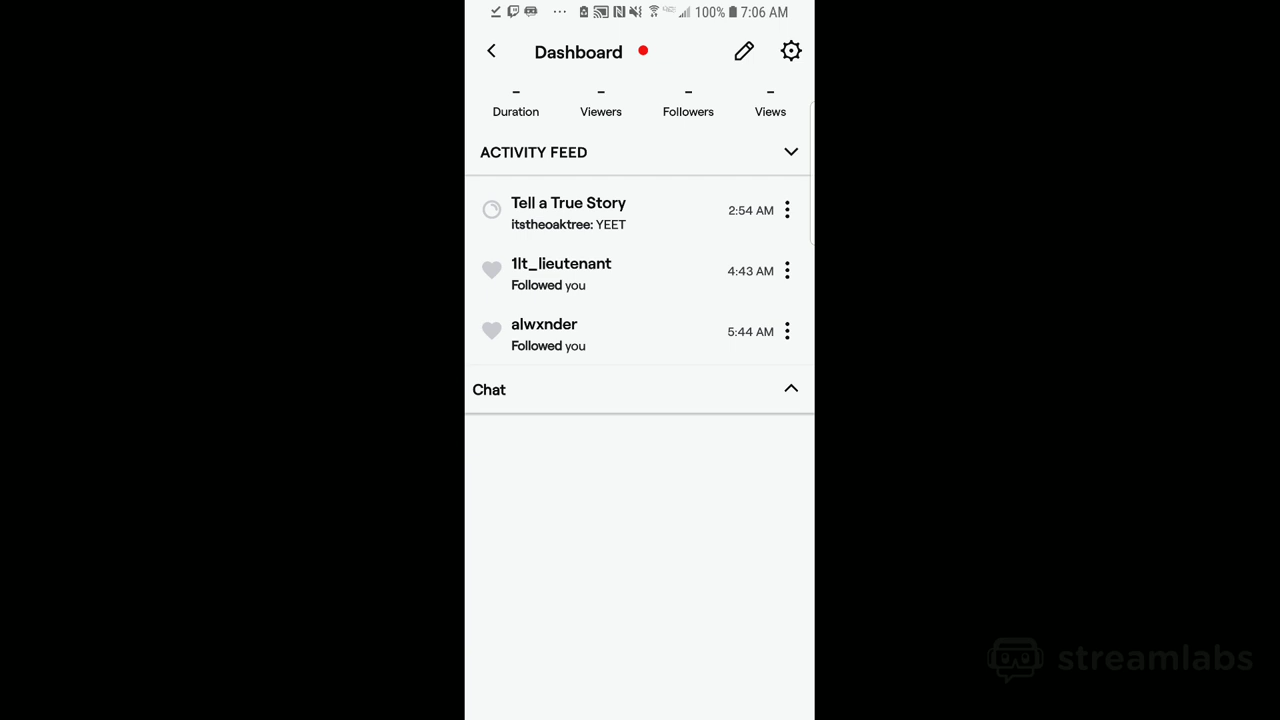 100% 7:06 AM
Dashboard
- - - -
Duration Viewers Followers Views
ACTIVITY FEED
Tell a True Story
2:54 AM
itstheoaktree: YEET
1lt_lieutenant
4:43 AM
Followed you
alwxnder
5:44 AM
Followed you
Chat
streamlabs